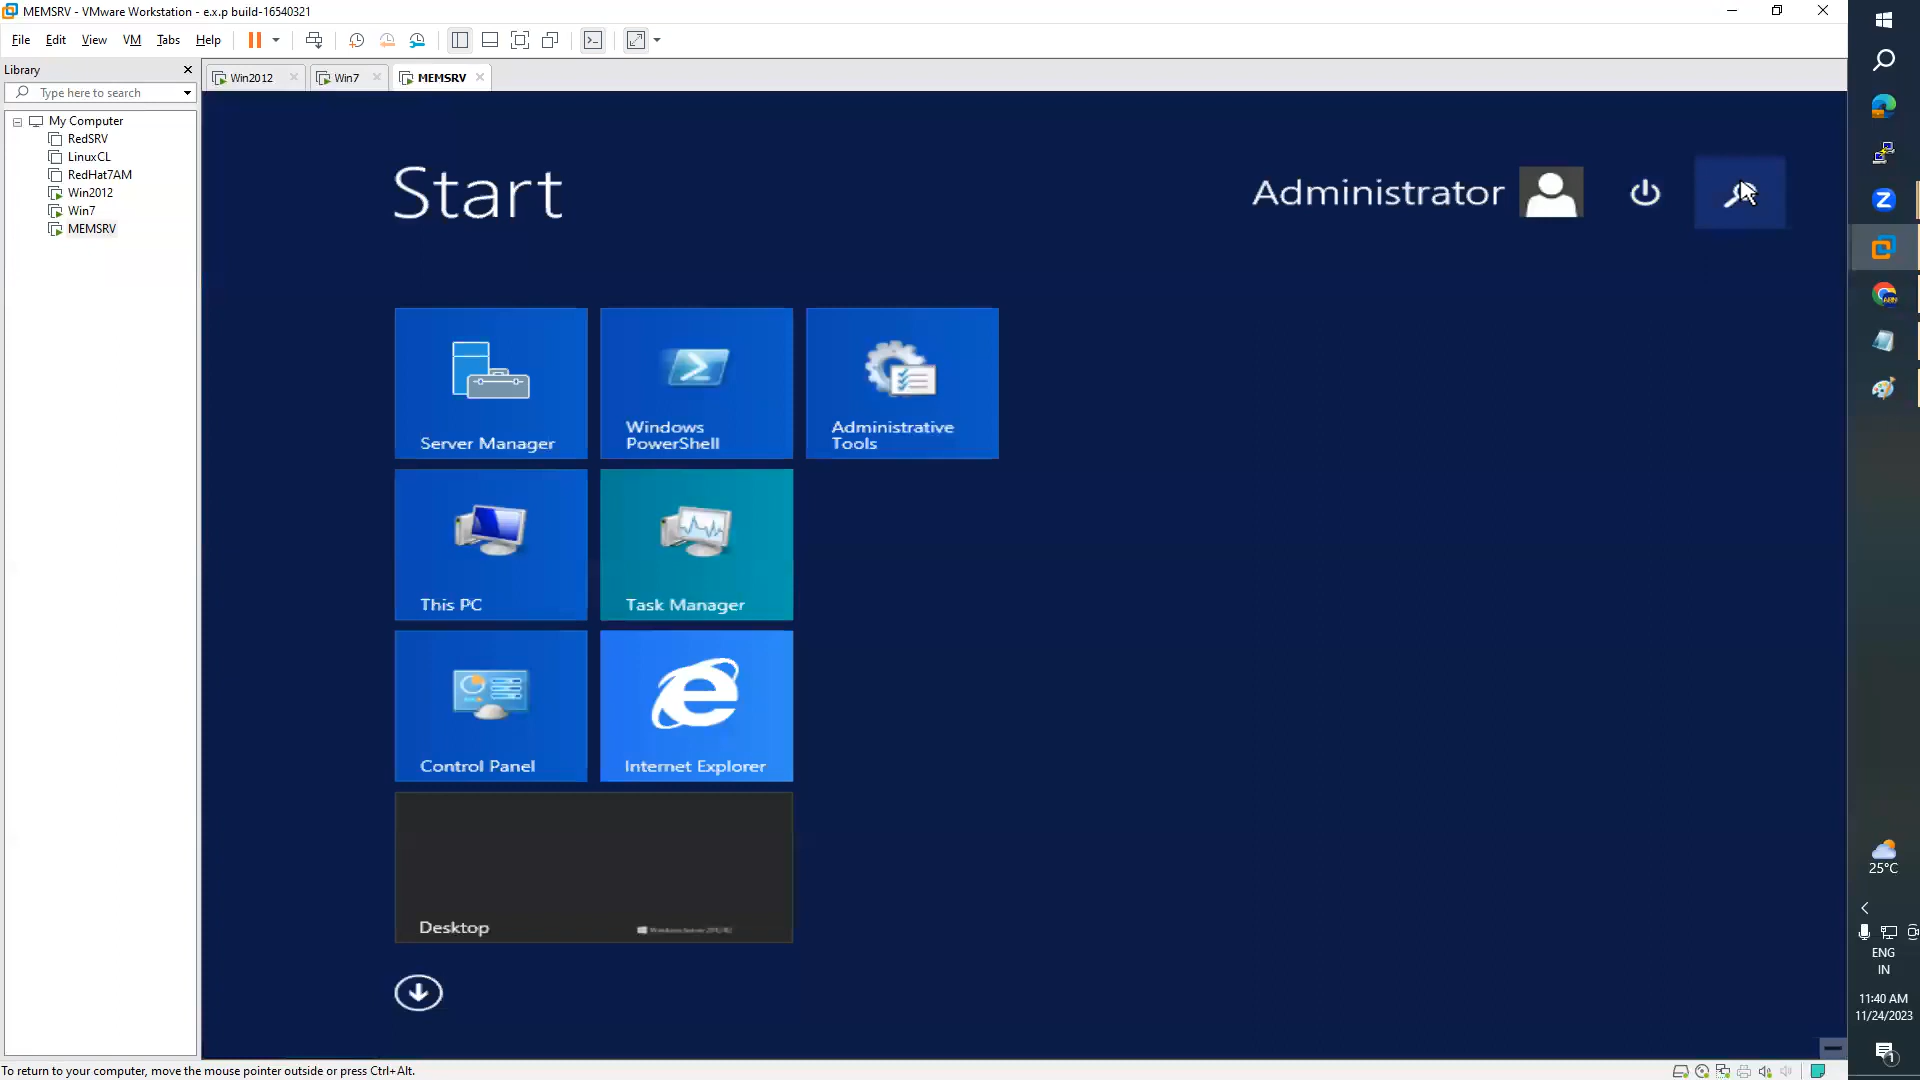 MEMSRV - VMware Workstation - e.x.p build-16540321
File Edit View VM Tabs Help
Library
Type here to search
My Computer
RedSRV
LinuxCL
RedHat7AM
Win2012
Win7
MEMSRV
Win2012 Win7 MEMSRV
Start
Administrator
Server Manager
Windows
PowerShell
Administrative
Tools
This PC
Task Manager
Control Panel
Internet Explorer
Desktop
To return to your computer, move the mouse pointer outside or press Ctrl+Alt.
25°C
ENG
IN
11:40 AM
11/24/2023
1